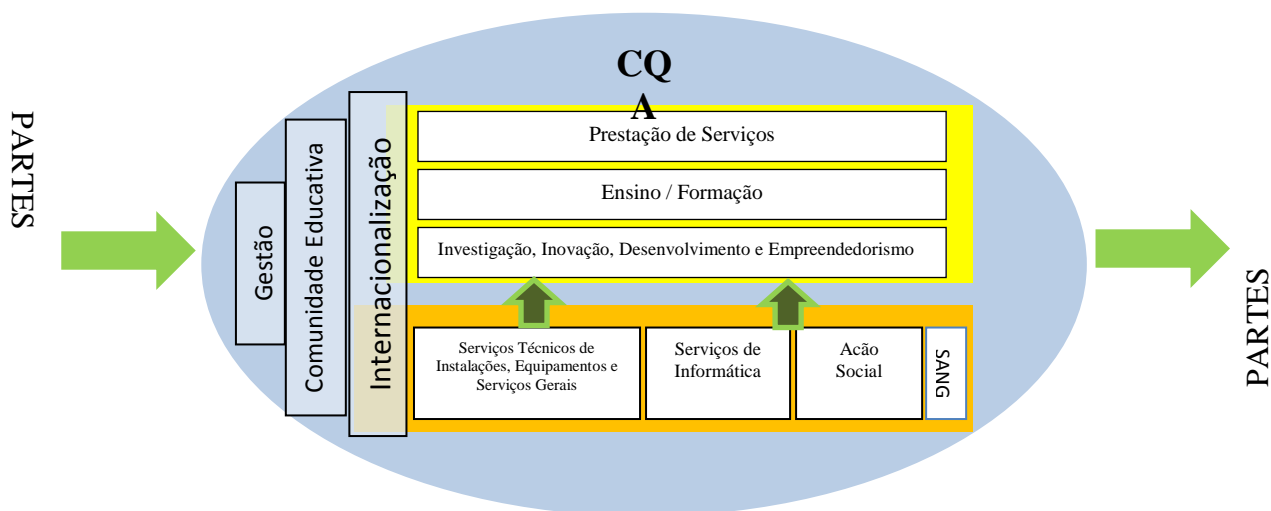 PARTES
CQ
A
Gestão
Comunidade Educativa
Internacionalização
Prestação de Serviços
Ensino / Formação
Investigação, Inovação, Desenvolvimento e Empreendedorismo
Serviços Técnicos de
Instalações, Equipamentos e
Serviços Gerais
Serviços de
Informática
Acão
Social
SANG
PARTES